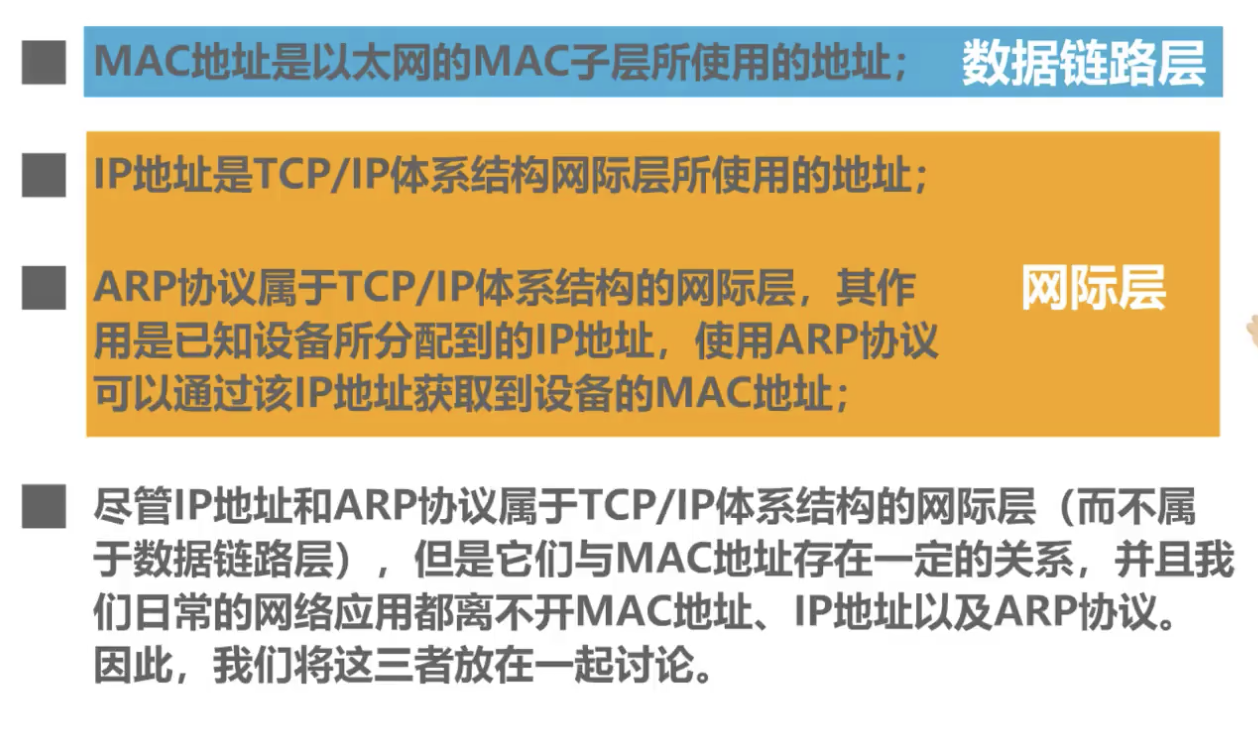 MAC地址是以太网的MAC子层所使用的地址；
数据链路层
IP地址是TCP/IP体系结构网际层所使用的地址；
ARP协议属于TCP/IP体系结构的网际层，其作
用是已知设备所分配到的IP地址，使用ARP协议
可以通过该IP地址获取到设备的MAC地址；
网际层
尽管IP地址和ARP协议属于TCP/IP体系结构的网际层（而不属
于数据链路层），但是它们与MAC地址存在一定的关系，并且我
们日常的网络应用都离不开MAC地址、IP地址以及ARP协议。
因此，我们将这三者放在一起讨论。